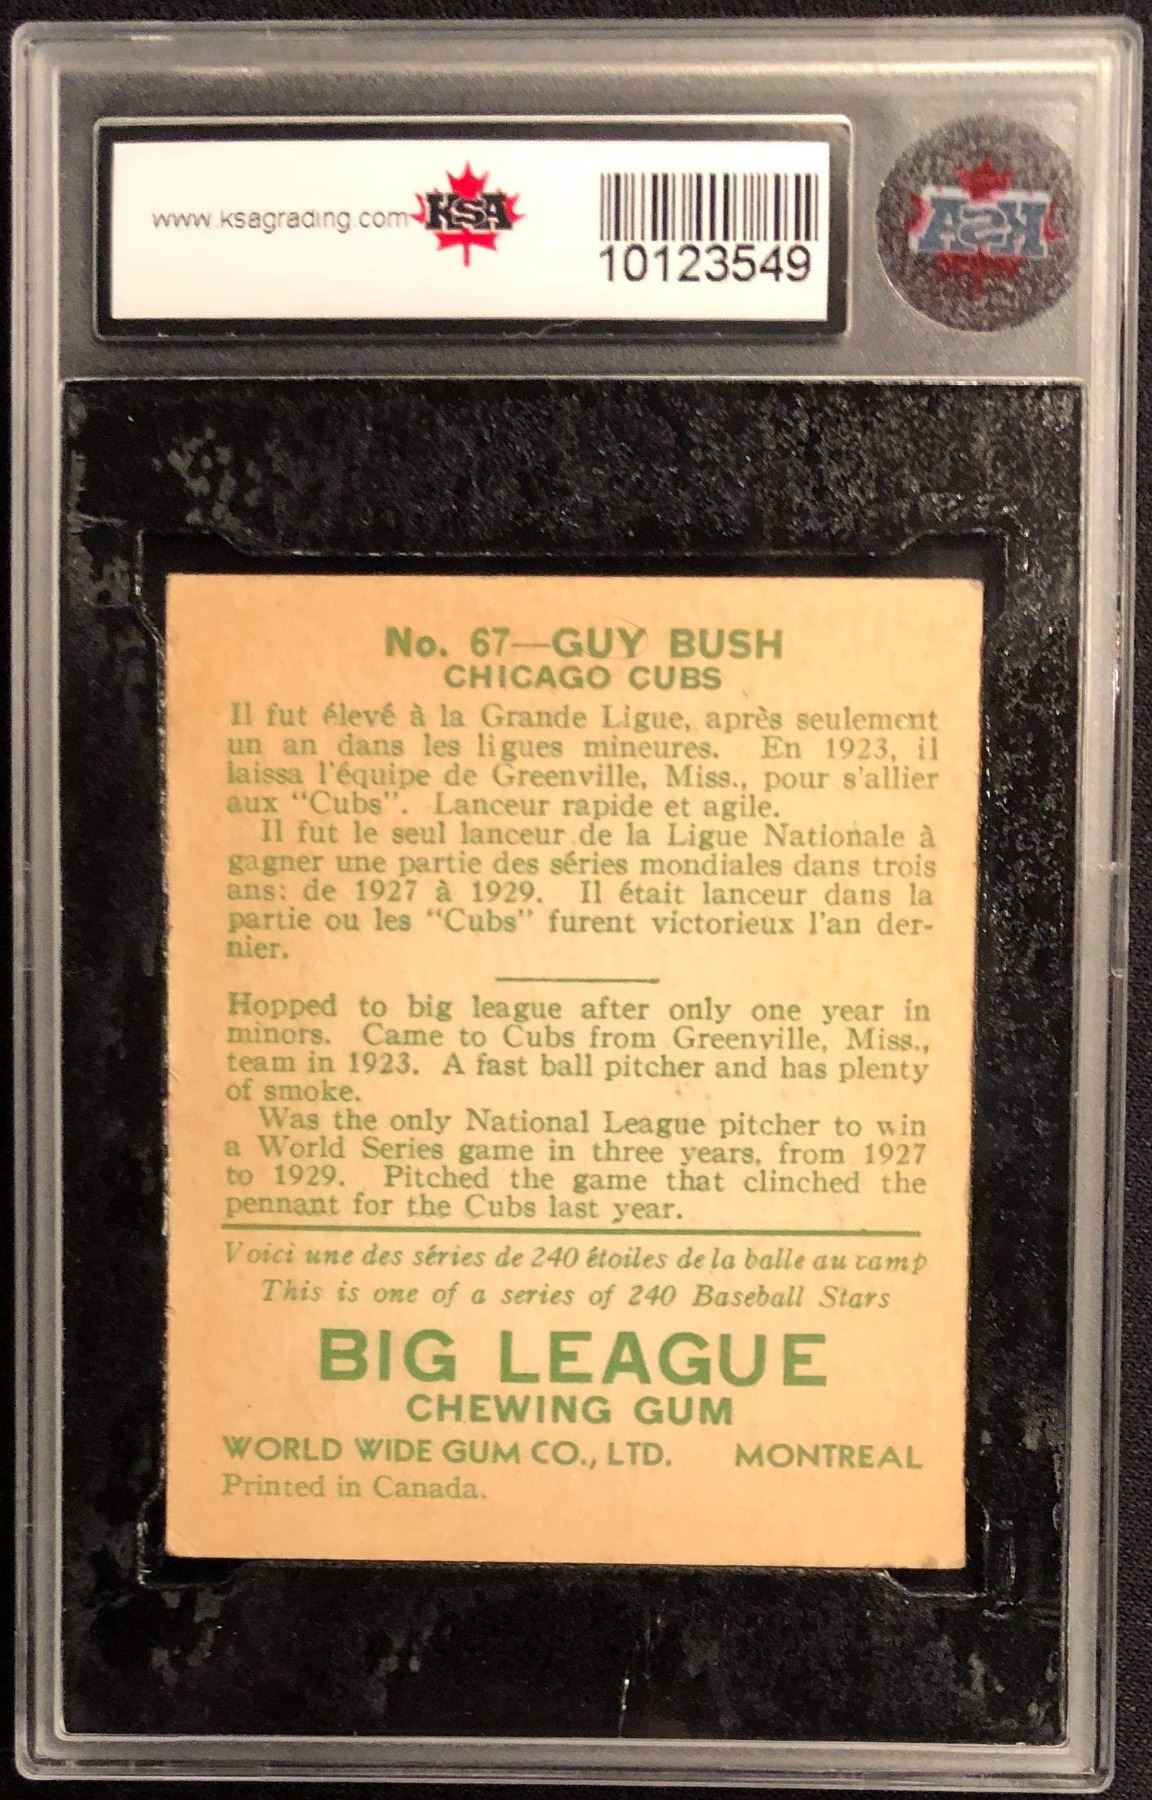 www.ksagrading.com
KSA
10123549
KSA
No. 67—GUY BUSH
CHICAGO CUBS
Il fut élevé à la Grande Ligue, après seulement
un an dans les ligues mineures. En 1923, il
laissa l'équipe de Greenville, Miss., pour s'allier
aux "Cubs". Lanceur rapide et agile.
Il fut le seul lanceur de la Ligue Nationale à
gagner une partie des séries mondiales dans trois
ans: de 1927 à 1929. Il était lanceur dans la
partie ou les "Cubs" furent victorieux l'an der-
nier.
Hopped to big league after only one year in
minors. Came to Cubs from Greenville, Miss.,
team in 1923. A fast ball pitcher and has plenty
of smoke.
Was the only National League pitcher to win
a World Series game in three years, from 1927
to 1929. Pitched the game that clinched the
pennant for the Cubs last year.
Voici une des séries de 240 étoiles de la balle au camp
This is one of a series of 240 Baseball Stars
BIG LEAGUE
CHEWING GUM
WORLD WIDE GUM CO., LTD. MONTREAL
Printed in Canada.